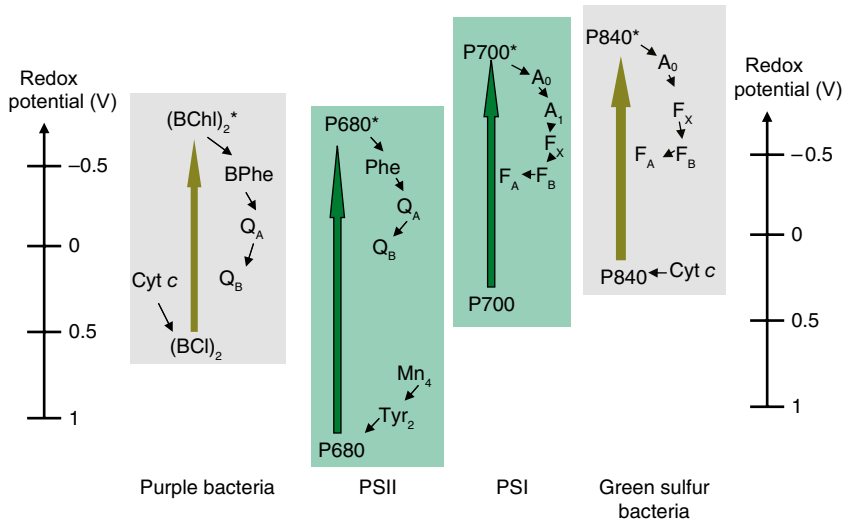 Redox
potential (V)
–0.5
0
0.5
1
(BChl)2*
BPhe
QA
QB
Cyt c
(BCl)2
Purple bacteria
P680*
Phe
QA
QB
Mn4
Tyr2
P680
PSII
P700*
A0
A1
FX
FA FB
P700
PSI
P840*
A0
FX
FA FB
P840 Cyt c
Green sulfur
bacteria
Redox
potential (V)
–0.5
0
0.5
1